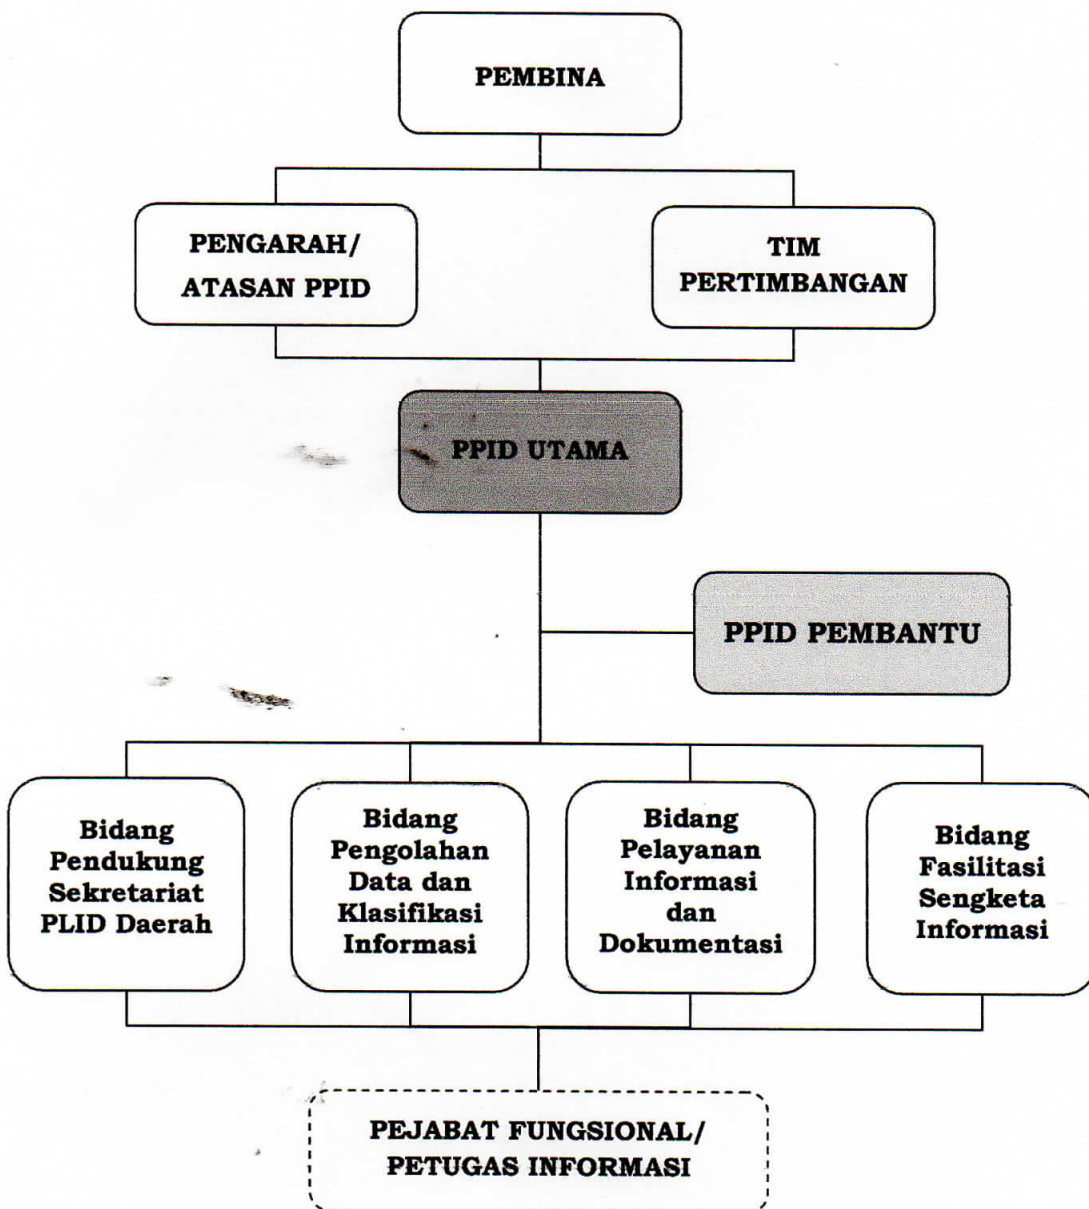 PEMBINA
PENGARAH/
ATASAN PPID
TIM
PERTIMBANGAN
PPID UTAMA
PPID PEMBANTU
Bidang
Pendukung
Sekretariat
PLID Daerah
Bidang
Pengolahan
Data dan
Klasifikasi
Informasi
Bidang
Pelayanan
Informasi
dan
Dokumentasi
Bidang
Fasilitasi
Sengketa
Informasi
PEJABAT FUNGSIONAL/
PETUGAS INFORMASI